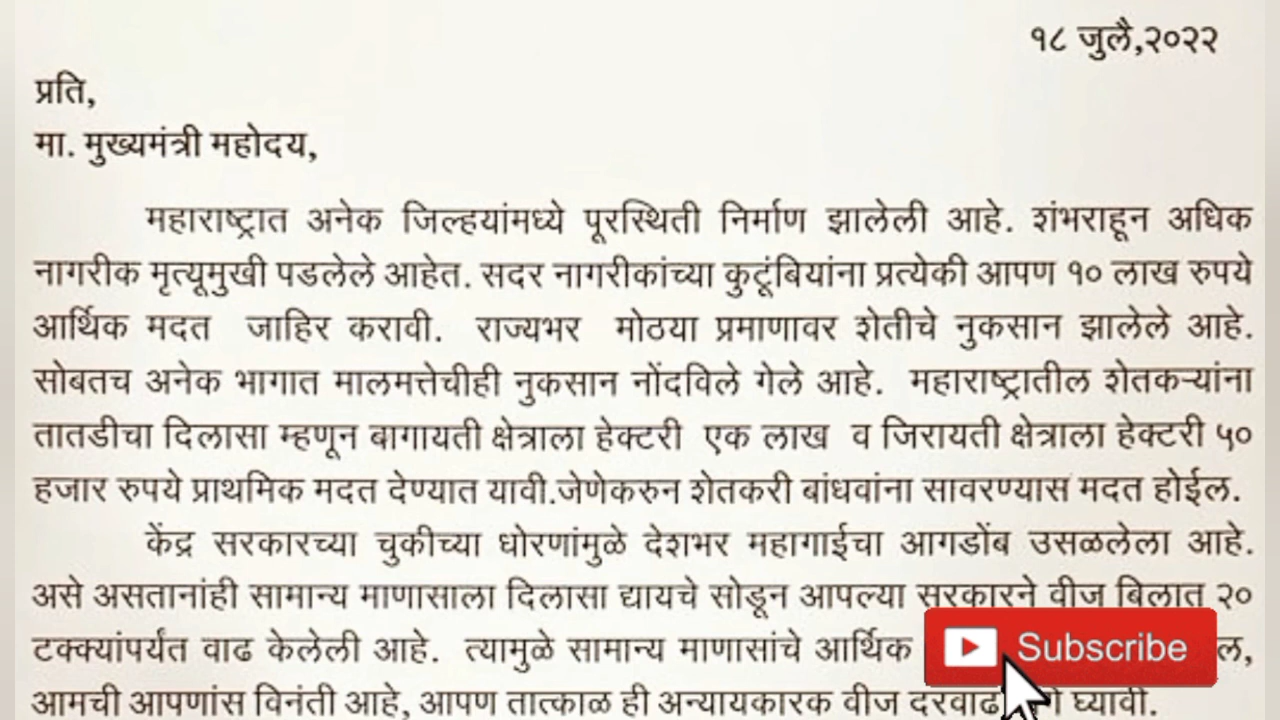 १८ जुलै,२०२२
प्रति,
मा. मुख्यमंत्री महोदय,
महाराष्ट्रात अनेक जिल्हयांमध्ये पूरस्थिती निर्माण झालेली आहे. शंभराहून अधिक
नागरीक मृत्यूमुखी पडलेले आहेत. सदर नागरीकांच्या कुटूंबियांना प्रत्येकी आपण १० लाख रुपये
आर्थिक मदत जाहिर करावी. राज्यभर मोठया प्रमाणावर शेतीचे नुकसान झालेले आहे.
सोबतच अनेक भागात मालमत्तेचीही नुकसान नोंदविले गेले आहे. महाराष्ट्रातील शेतकऱ्यांना
तातडीचा दिलासा म्हणून बागायती क्षेत्राला हेक्टरी एक लाख व जिरायती क्षेत्राला हेक्टरी ५०
हजार रुपये प्राथमिक मदत देण्यात यावी.जेणेकरुन शेतकरी बांधवांना सावरण्यास मदत होईल.
केंद्र सरकारच्या चुकीच्या धोरणांमुळे देशभर महागाईचा आगडोंब उसळलेला आहे.
असे असतानांही सामान्य माणासाला दिलासा द्यायचे सोडून आपल्या सरकारने वीज बिलात २०
टक्क्यांपर्यंत वाढ केलेली आहे. त्यामुळे सामान्य माणासांचे आर्थिक
Subscribe
आमची आपणांस विनंती आहे, आपण तात्काळ ही अन्यायकारक वीज दरवाढ घ्यावी.